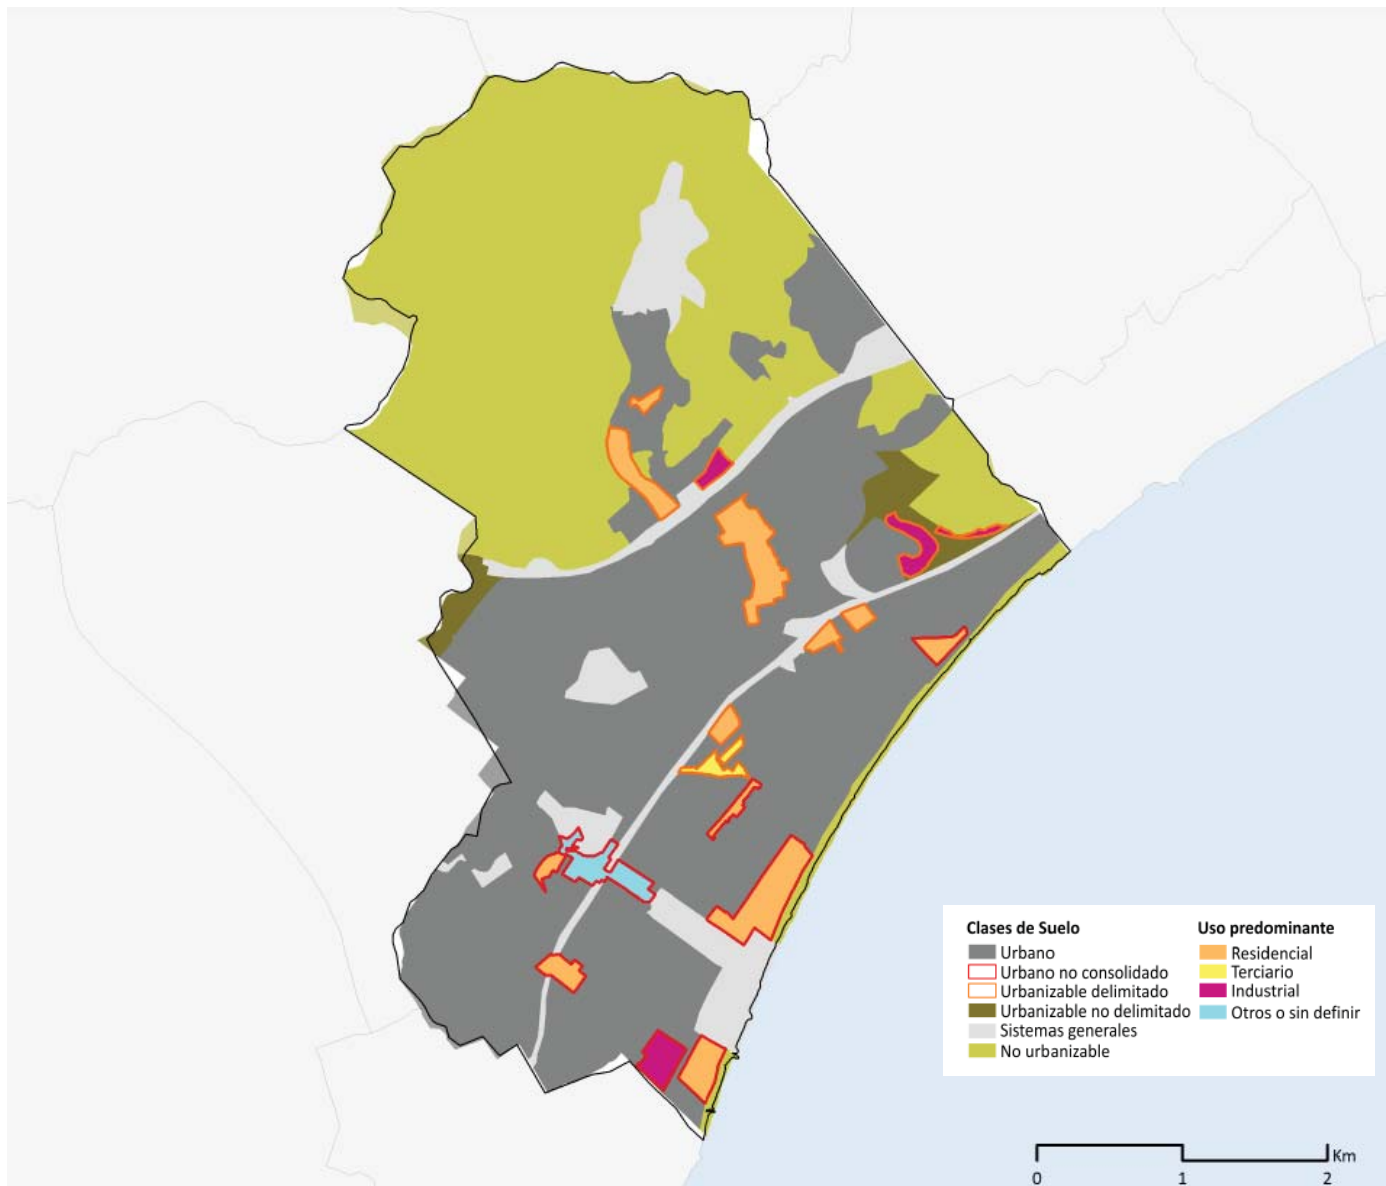 Clases de Suelo
Urbano
Urbano no consolidado
Urbanizable delimitado
Urbanizable no delimitado
Sistemas generales
No urbanizable
Uso predominante
Residencial
Terciario
Industrial
Otros o sin definir
Km
0 1 2